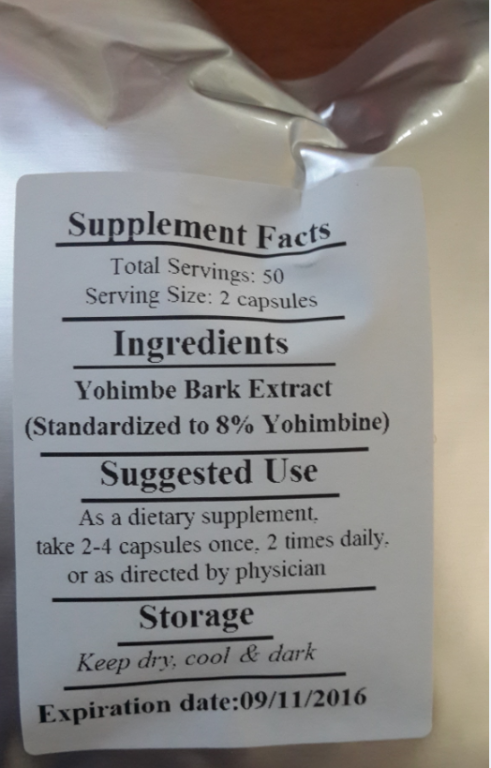 Supplement Facts
Total Servings: 50
Serving Size: 2 capsules
Ingredients
Yohimbe Bark Extract
(Standardized to 8% Yohimbine)
Suggested Use
As a dietary supplement,
take 2-4 capsules once, 2 times daily,
or as directed by physician
Storage
Keep dry, cool & dark
Expiration date:09/11/2016